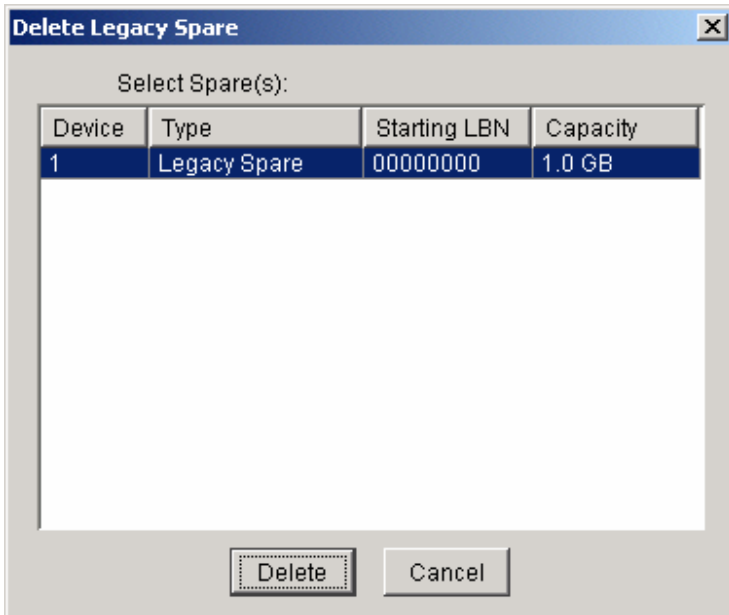 Delete Legacy Spare
Select Spare(s):
Device Type Starting LBN Capacity
1 Legacy Spare 00000000 1.0 GB
Delete Cancel